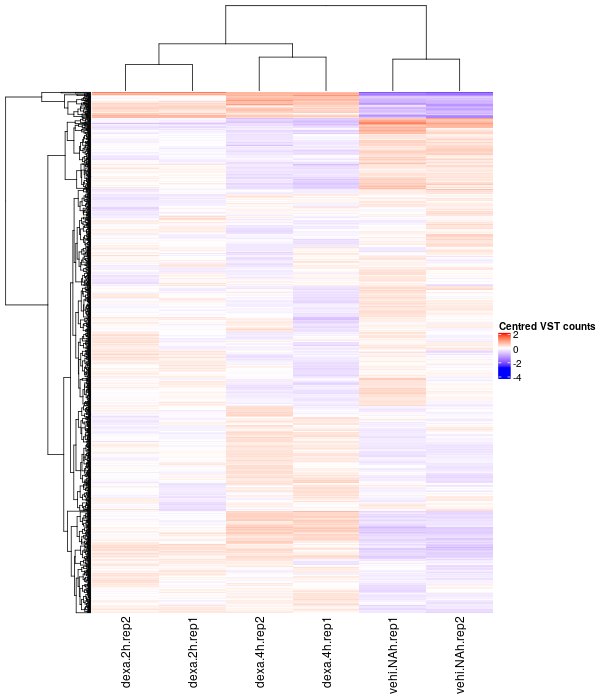 Centred VST counts
2
0
-2
-4
dexa.2h.rep2
dexa.2h.rep1
dexa.4h.rep2
dexa.4h.rep1
vehi.NAh.rep1
vehi.NAh.rep2